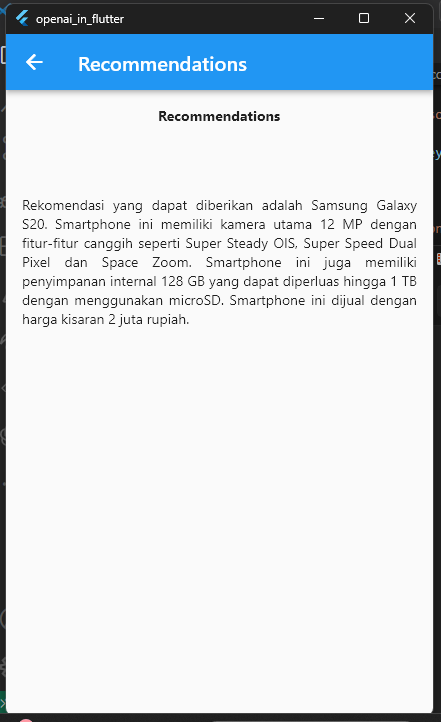 openai_in_flutter
Recommendations
Recommendations
Rekomendasi yang dapat diberikan adalah Samsung Galaxy
S20. Smartphone ini memiliki kamera utama 12 MP dengan
fitur-fitur canggih seperti Super Steady OIS, Super Speed Dual
Pixel dan Space Zoom. Smartphone ini juga memiliki
penyimpanan internal 128 GB yang dapat diperluas hingga 1 TB
dengan menggunakan microSD. Smartphone ini dijual dengan
harga kisaran 2 juta rupiah.